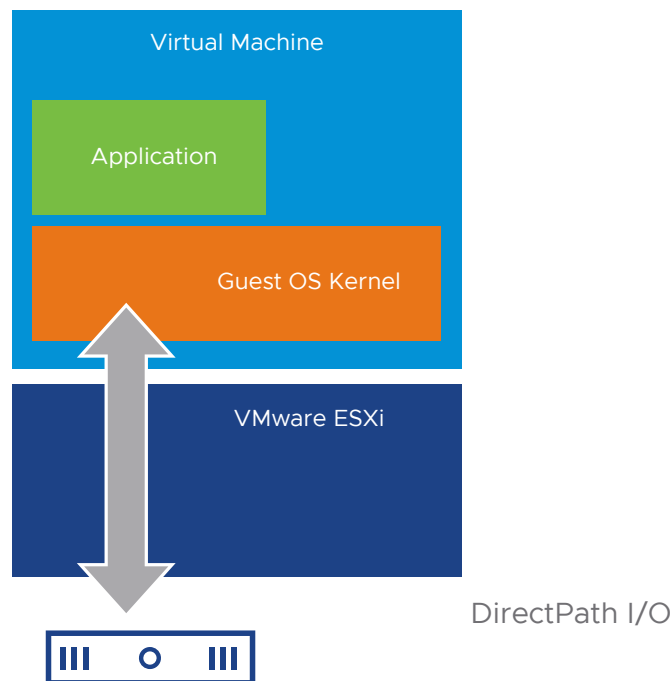 Virtual Machine
Application
Guest OS Kernel
VMware ESXi
DirectPath I/O